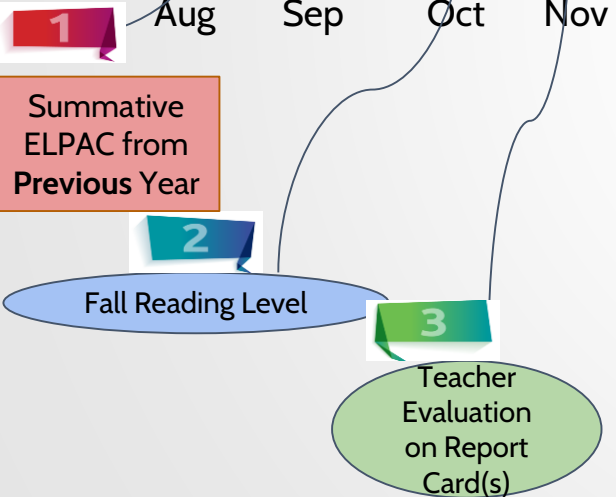 Aug Sep Oct Nov
1
Summative
ELPAC from
Previous Year
2
Fall Reading Level
3
Teacher
Evaluation
on Report
Card(s)